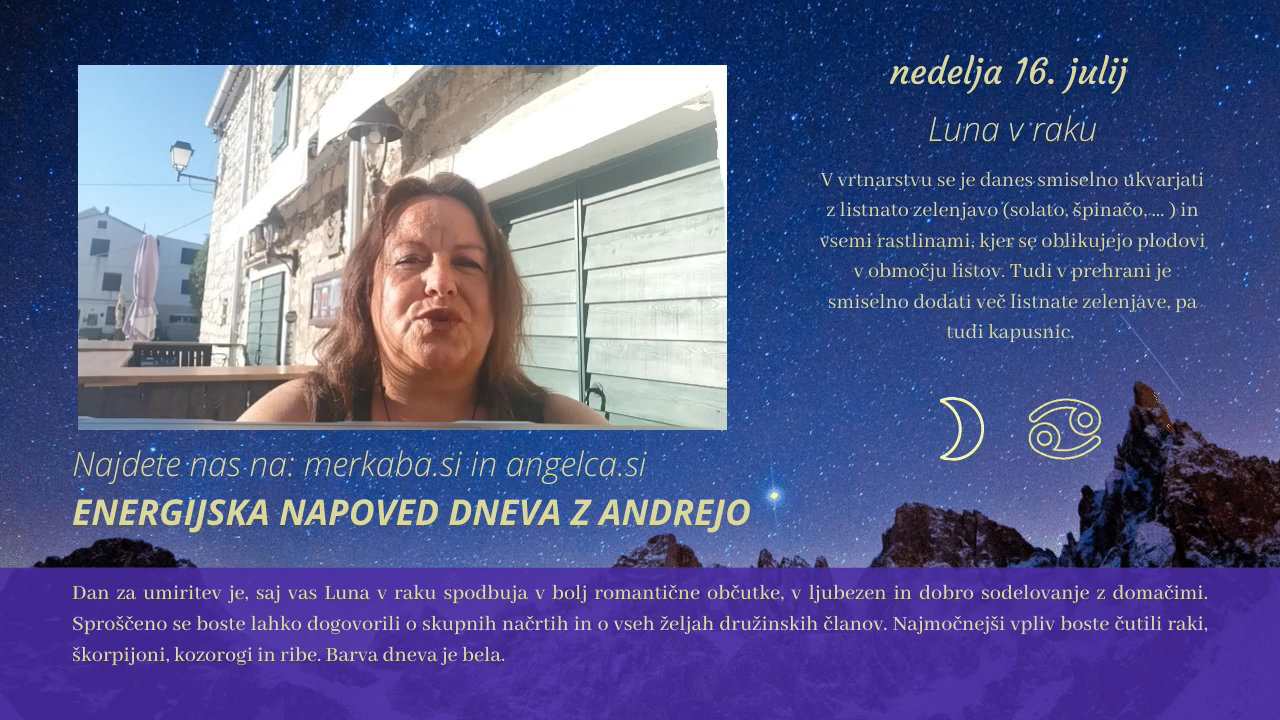 nedelja 16. julij
Luna v raku
V vrtnarstvu se je danes smiselno ukvarjati
z listnato zelenjavo (solato, špinačo, ... ) in
vsemi rastlinami, kjer se oblikujejo plodovi
v območju listov. Tudi v prehrani je
smiselno dodati več listnate zelenjave, pa
tudi kapusnic.
Najdete nas na: merkaba.si in angelca.si
ENERGIJSKA NAPOVED DNEVA Z ANDREJO
Dan za umiritev je, saj vas Luna v raku spodbuja v bolj romantične občutke, v ljubezen in dobro sodelovanje z domačimi.
Sproščeno se boste lahko dogovorili o skupnih načrtih in o vseh željah družinskih članov. Najmočnejši vpliv boste čutili raki,
škorpijoni, kozorogi in ribe. Barva dneva je bela.